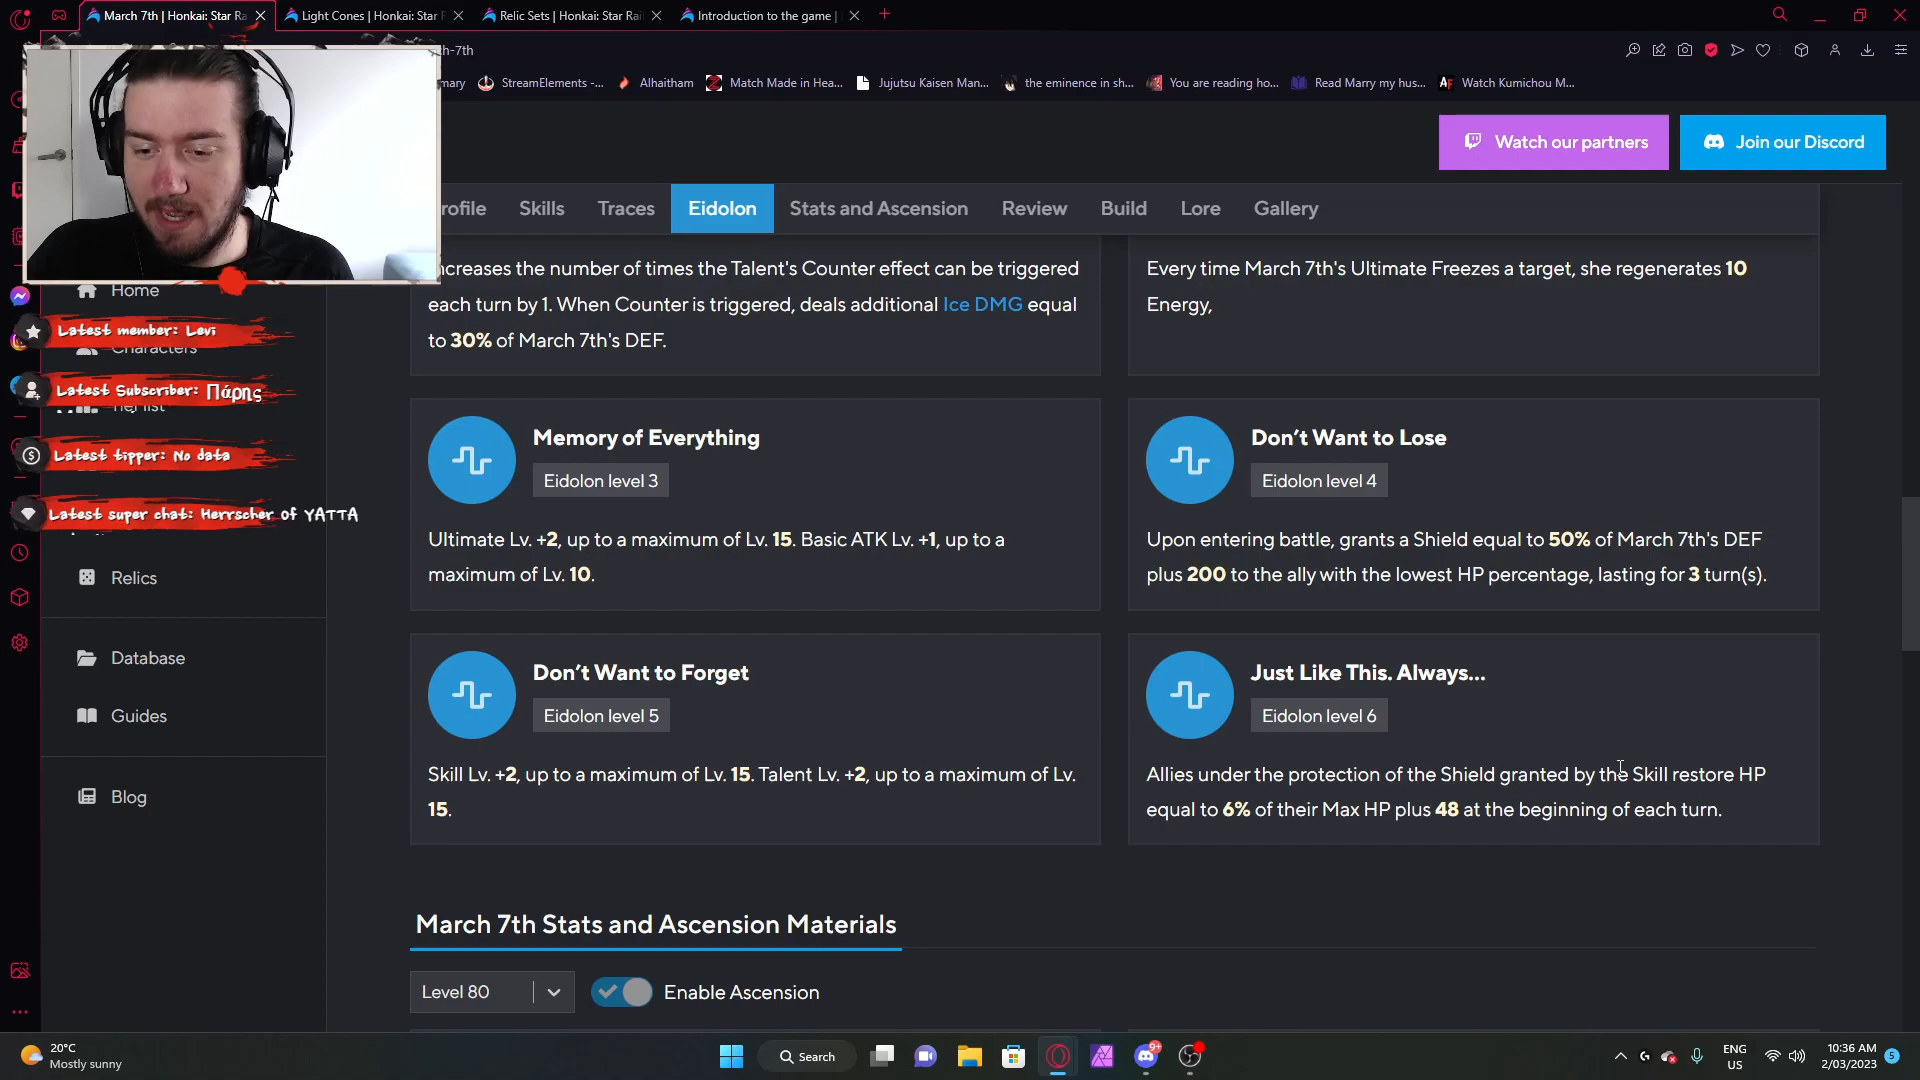 March 7th | Honkai: Star Ra
Light Cones | Honkai: Star R
Relic Sets | Honkai: Star Rai
Introduction to the game |
ch-7th
mary
StreamElements -...
Alhaitham
Match Made in Hea...
Jujutsu Kaisen Man...
the eminence in sh...
You are reading ho...
Read Marry my hus...
Watch Kumichou M...
Watch our partners
Join our Discord
rofile
Skills
Traces
Eidolon
Stats and Ascension
Review
Build
Lore
Gallery
Home
Latest member: Levi
Characters
Latest Subscriber: Πάρης
Tier list
Latest tipper: No data
Latest super chat: Herrscher of YATTA
Relics
Database
Guides
Blog
ncreases the number of times the Talent's Counter effect can be triggered
each turn by 1. When Counter is triggered, deals additional Ice DMG equal
to 30% of March 7th's DEF.
Every time March 7th's Ultimate Freezes a target, she regenerates 10
Energy,
Memory of Everything
Eidolon level 3
Ultimate Lv. +2, up to a maximum of Lv. 15. Basic ATK Lv. +1, up to a
maximum of Lv. 10.
Don't Want to Lose
Eidolon level 4
Upon entering battle, grants a Shield equal to 50% of March 7th's DEF
plus 200 to the ally with the lowest HP percentage, lasting for 3 turn(s).
Don't Want to Forget
Eidolon level 5
Skill Lv. +2, up to a maximum of Lv. 15. Talent Lv. +2, up to a maximum of Lv.
15.
Just Like This. Always...
Eidolon level 6
Allies under the protection of the Shield granted by the Skill restore HP
equal to 6% of their Max HP plus 48 at the beginning of each turn.
March 7th Stats and Ascension Materials
Level 80
Enable Ascension
20°C
Mostly sunny
Search
9+
ENG
US
10:36 AM
2/03/2023
5